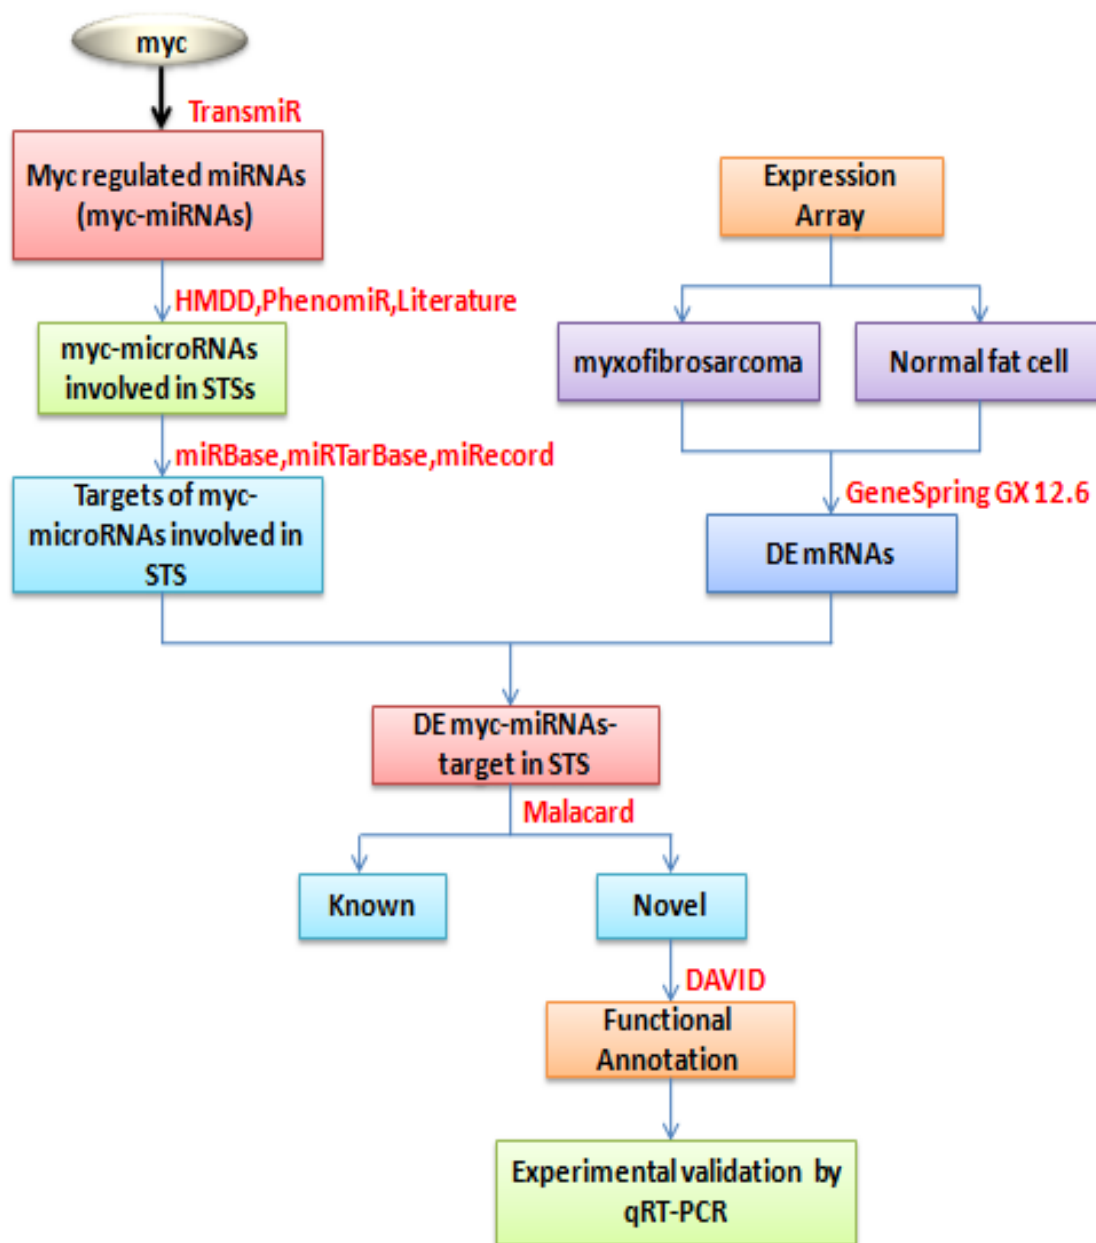 myc
TransmiR
Myc regulated miRNAs
(myc-miRNAs)
HMDD,PhenomiR,Literature
myc-microRNAs
involved in STSs
miRBase,miRTarBase,miRecord
Targets of myc-
microRNAs involved in
STS
Expression
Array
myxofibrosarcoma
Normal fat cell
GeneSpring GX 12.6
DE mRNAs
DE myc-miRNAs-
target in STS
Malacard
Known
Novel
DAVID
Functional
Annotation
Experimental validation by
qRT-PCR